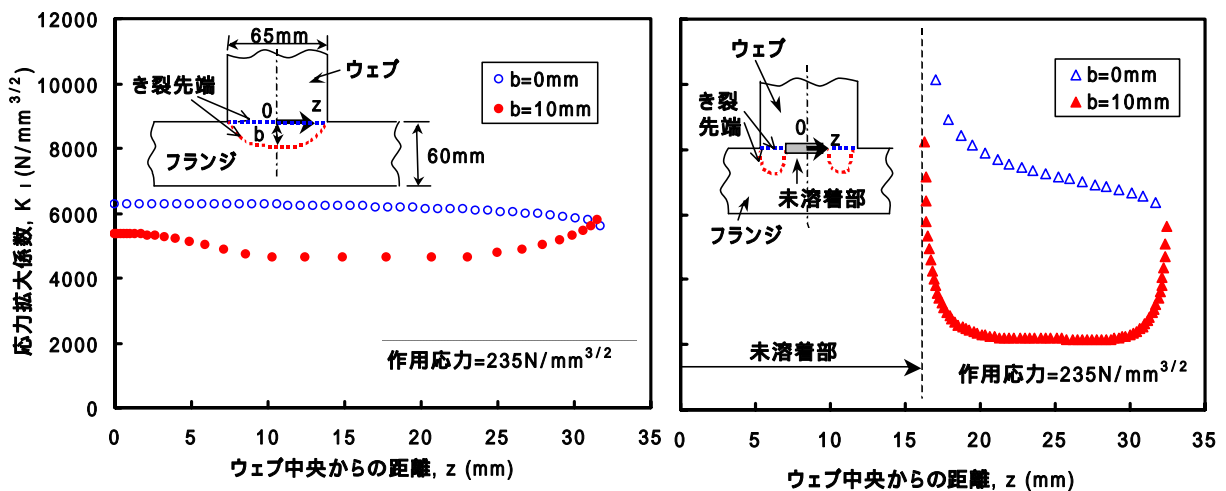 12000
10000
8000
6000
4000
2000
0
応力拡大係数, K I (N/mm 3/2)
65mm
ウェブ
き裂先端
0
z
b
フランジ
60mm
b=0mm
b=10mm
作用応力=235N/mm3/2
0 5 10 15 20 25 30 35
ウェブ中央からの距離, z (mm)
ウェブ
き裂
先端
0
z
未溶着部
フランジ
b=0mm
b=10mm
未溶着部
作用応力=235N/mm3/2
0 5 10 15 20 25 30 35
ウェブ中央からの距離, z (mm)